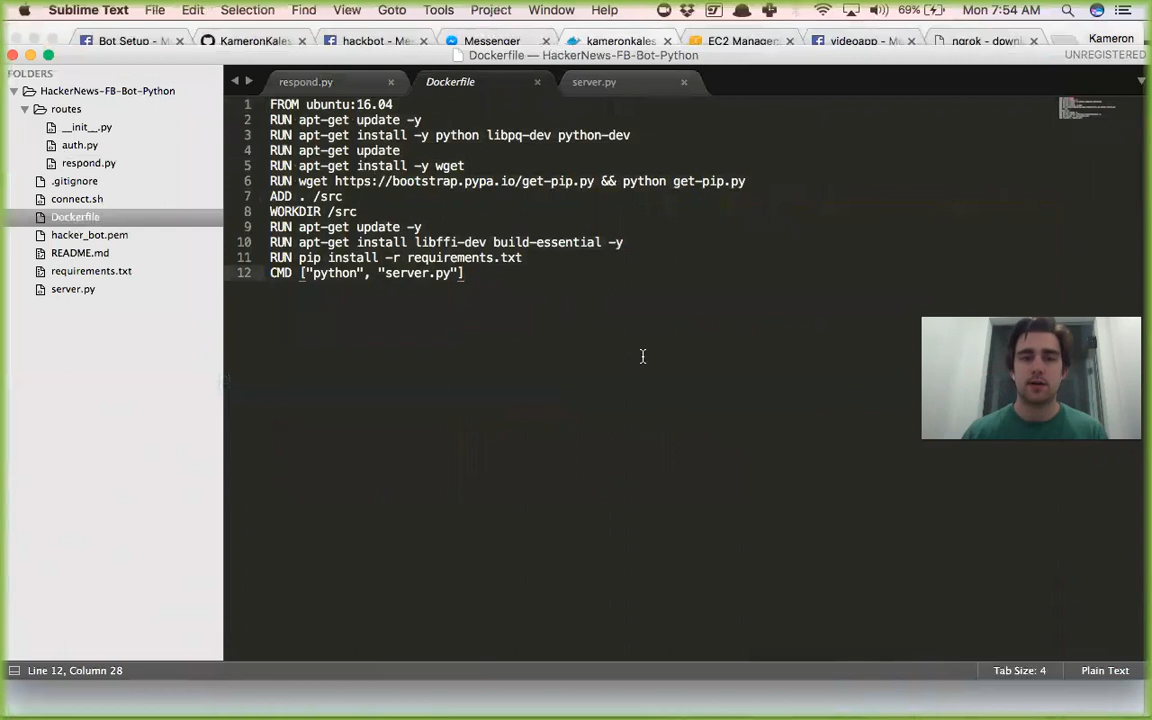 Sublime Text File Edit Selection Find View Goto Tools Project Window Help 69% Mon 7:54 AM
Bot Setup - M KameronKales hackbot - Me Messenger kameronkales EC2 Manage videoapp - M ngrok - downl Kameron
Dockerfile — HackerNews-FB-Bot-Python UNREGISTERED
FOLDERS
HackerNews-FB-Bot-Python
routes
__init__.py
auth.py
respond.py
.gitignore
connect.sh
Dockerfile
hacker_bot.pem
README.md
requirements.txt
server.py
respond.py Dockerfile server.py
1 FROM ubuntu:16.04
2 RUN apt-get update -y
3 RUN apt-get install -y python libpq-dev python-dev
4 RUN apt-get update
5 RUN apt-get install -y wget
6 RUN wget https://bootstrap.pypa.io/get-pip.py && python get-pip.py
7 ADD . /src
8 WORKDIR /src
9 RUN apt-get update -y
10 RUN apt-get install libffi-dev build-essential -y
11 RUN pip install -r requirements.txt
12 CMD ["python", "server.py"]
Line 12, Column 28 Tab Size: 4 Plain Text